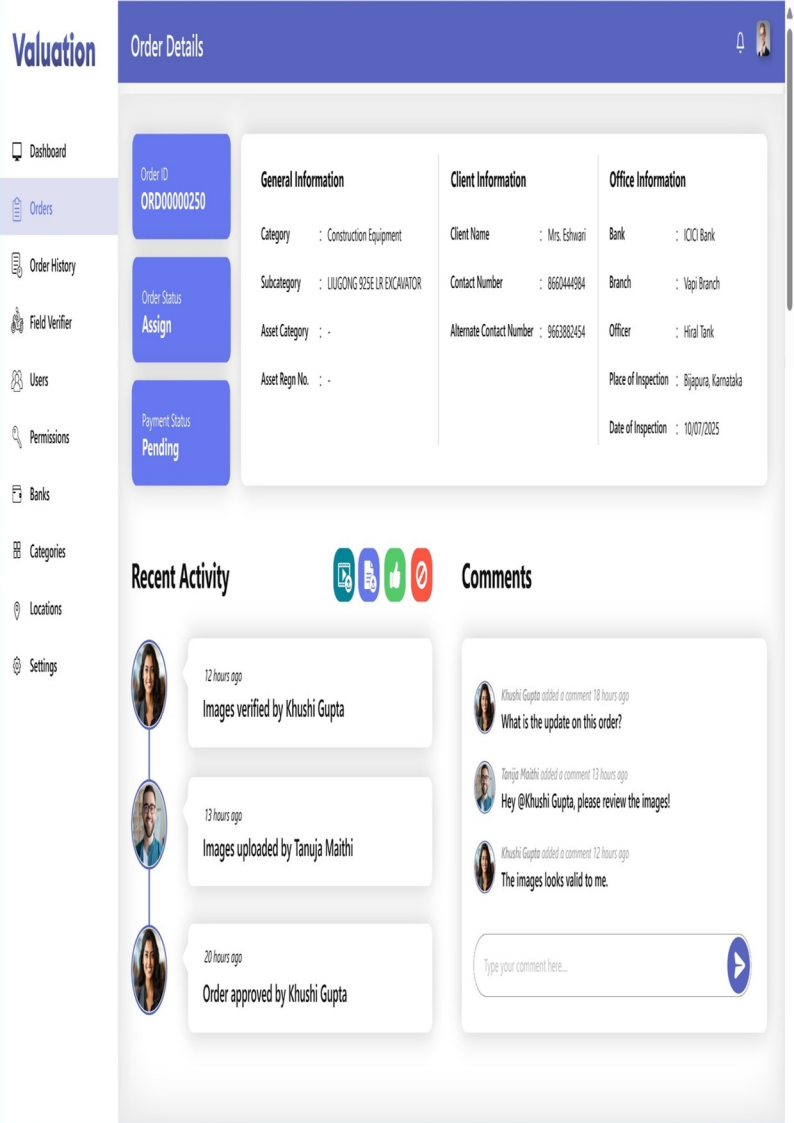 Valuation
Order Details
Dashboard
Orders
Order History
Field Verifier
Users
Permissions
Banks
Categories
Locations
Settings
Order ID
ORD00000250
Order Status
Assign
Payment Status
Pending
General Information
Category : Construction Equipment
Subcategory : LIUGONG 925E LR EXCAVATOR
Asset Category : -
Asset Regn No. : -
Client Information
Client Name : Mrs. Eshwari
Contact Number : 8660444984
Alternate Contact Number : 9663882454
Office Information
Bank : ICICI Bank
Branch : Vapi Branch
Officer : Hiral Tank
Place of Inspection : Bijapura, Karnataka
Date of Inspection : 10/07/2025
Recent Activity
12 hours ago
Images verified by Khushi Gupta
13 hours ago
Images uploaded by Tanuja Maithi
20 hours ago
Order approved by Khushi Gupta
Comments
Khushi Gupta added a comment 18 hours ago
What is the update on this order?
Tanija Maithi added a comment 13 hours ago
Hey @Khushi Gupta, please review the images!
Khushi Gupta added a comment 12 hours ago
The images looks valid to me.
Type your comment here...